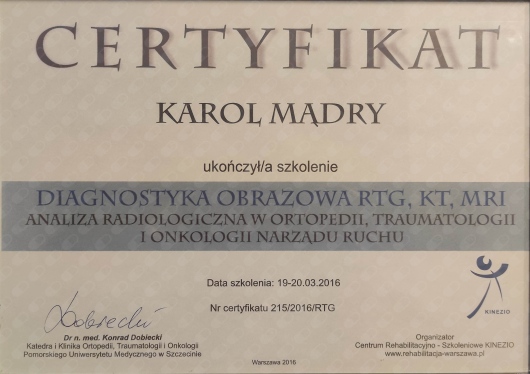 CERTYFIKAT
KAROL MĄDRY
ukończył/a szkolenie
DIAGNOSTYKA OBRAZOWA RTG, KT, MRI
ANALIZA RADIOLOGICZNA W ORTOPEDII, TRAUMATOLOGII
I ONKOLOGII NARZĄDU RUCHU
Data szkolenia: 19-20.03.2016
Nr certyfikatu 215/2016/RTG
KINEZIO
Dobiecki
Dr n. med. Konrad Dobiecki
Katedra i Klinika Ortopedii, Traumatologii i Onkologii
Pomorskiego Uniwersytetu Medycznego w Szczecinie
Organizator
Centrum Rehabilitacyjno - Szkoleniowe KINEZIO
www.rehabilitacja-warszawa.pl
Warszawa 2016